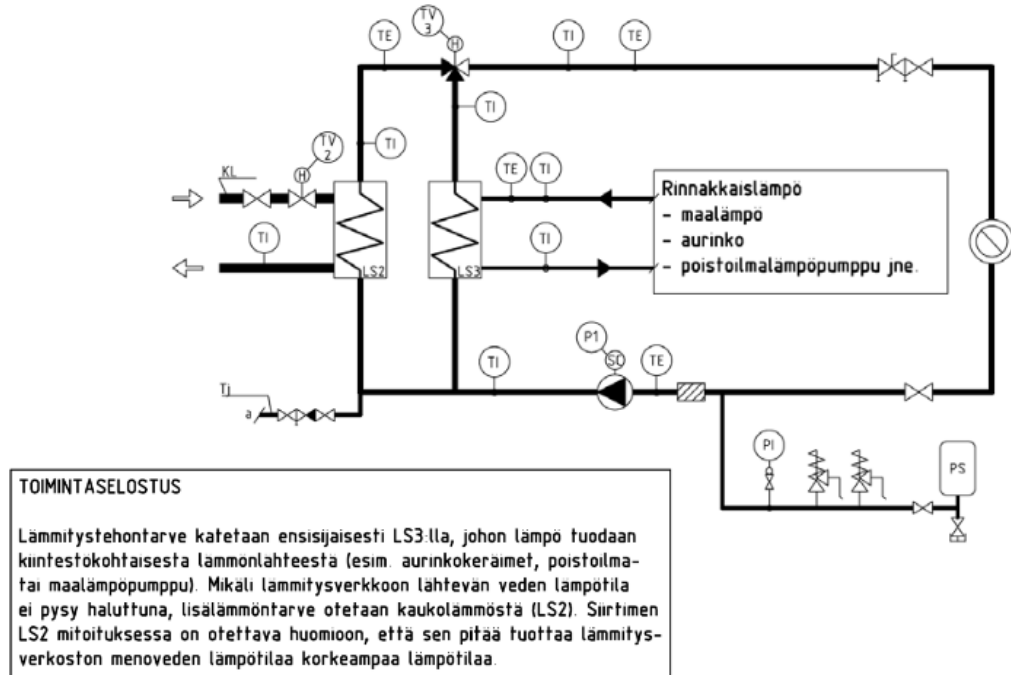 TE
TV
3
H
TI
TE
TI
TV
2
H
TI
KL
TE
TI
Rinnakkaislämpö
- maalämpö
- aurinko
- poistoilmalämpöpumppu jne.
TI
TI
LS2
LS3
P1
SC
TI
TE
Tj
a
PI
PS
TOIMINTASELOSTUS
Lämmitystehontarve katetaan ensisijaisesti LS3:lla, johon lämpö tuodaan
kiintestökohtaisesta lämmönlähteestä (esim. aurinkokeräimet, poistoilma-
tai maalämpöpumppu). Mikäli lämmitysverkkoon lähtevän veden lämpötila
ei pysy haluttuna, lisälämmöntarve otetaan kaukolämmöstä (LS2). Siirtimen
LS2 mitoituksessa on otettava huomioon, että sen pitää tuottaa lämmitys-
verkoston menoveden lämpötilaa korkeampaa lämpötilaa.